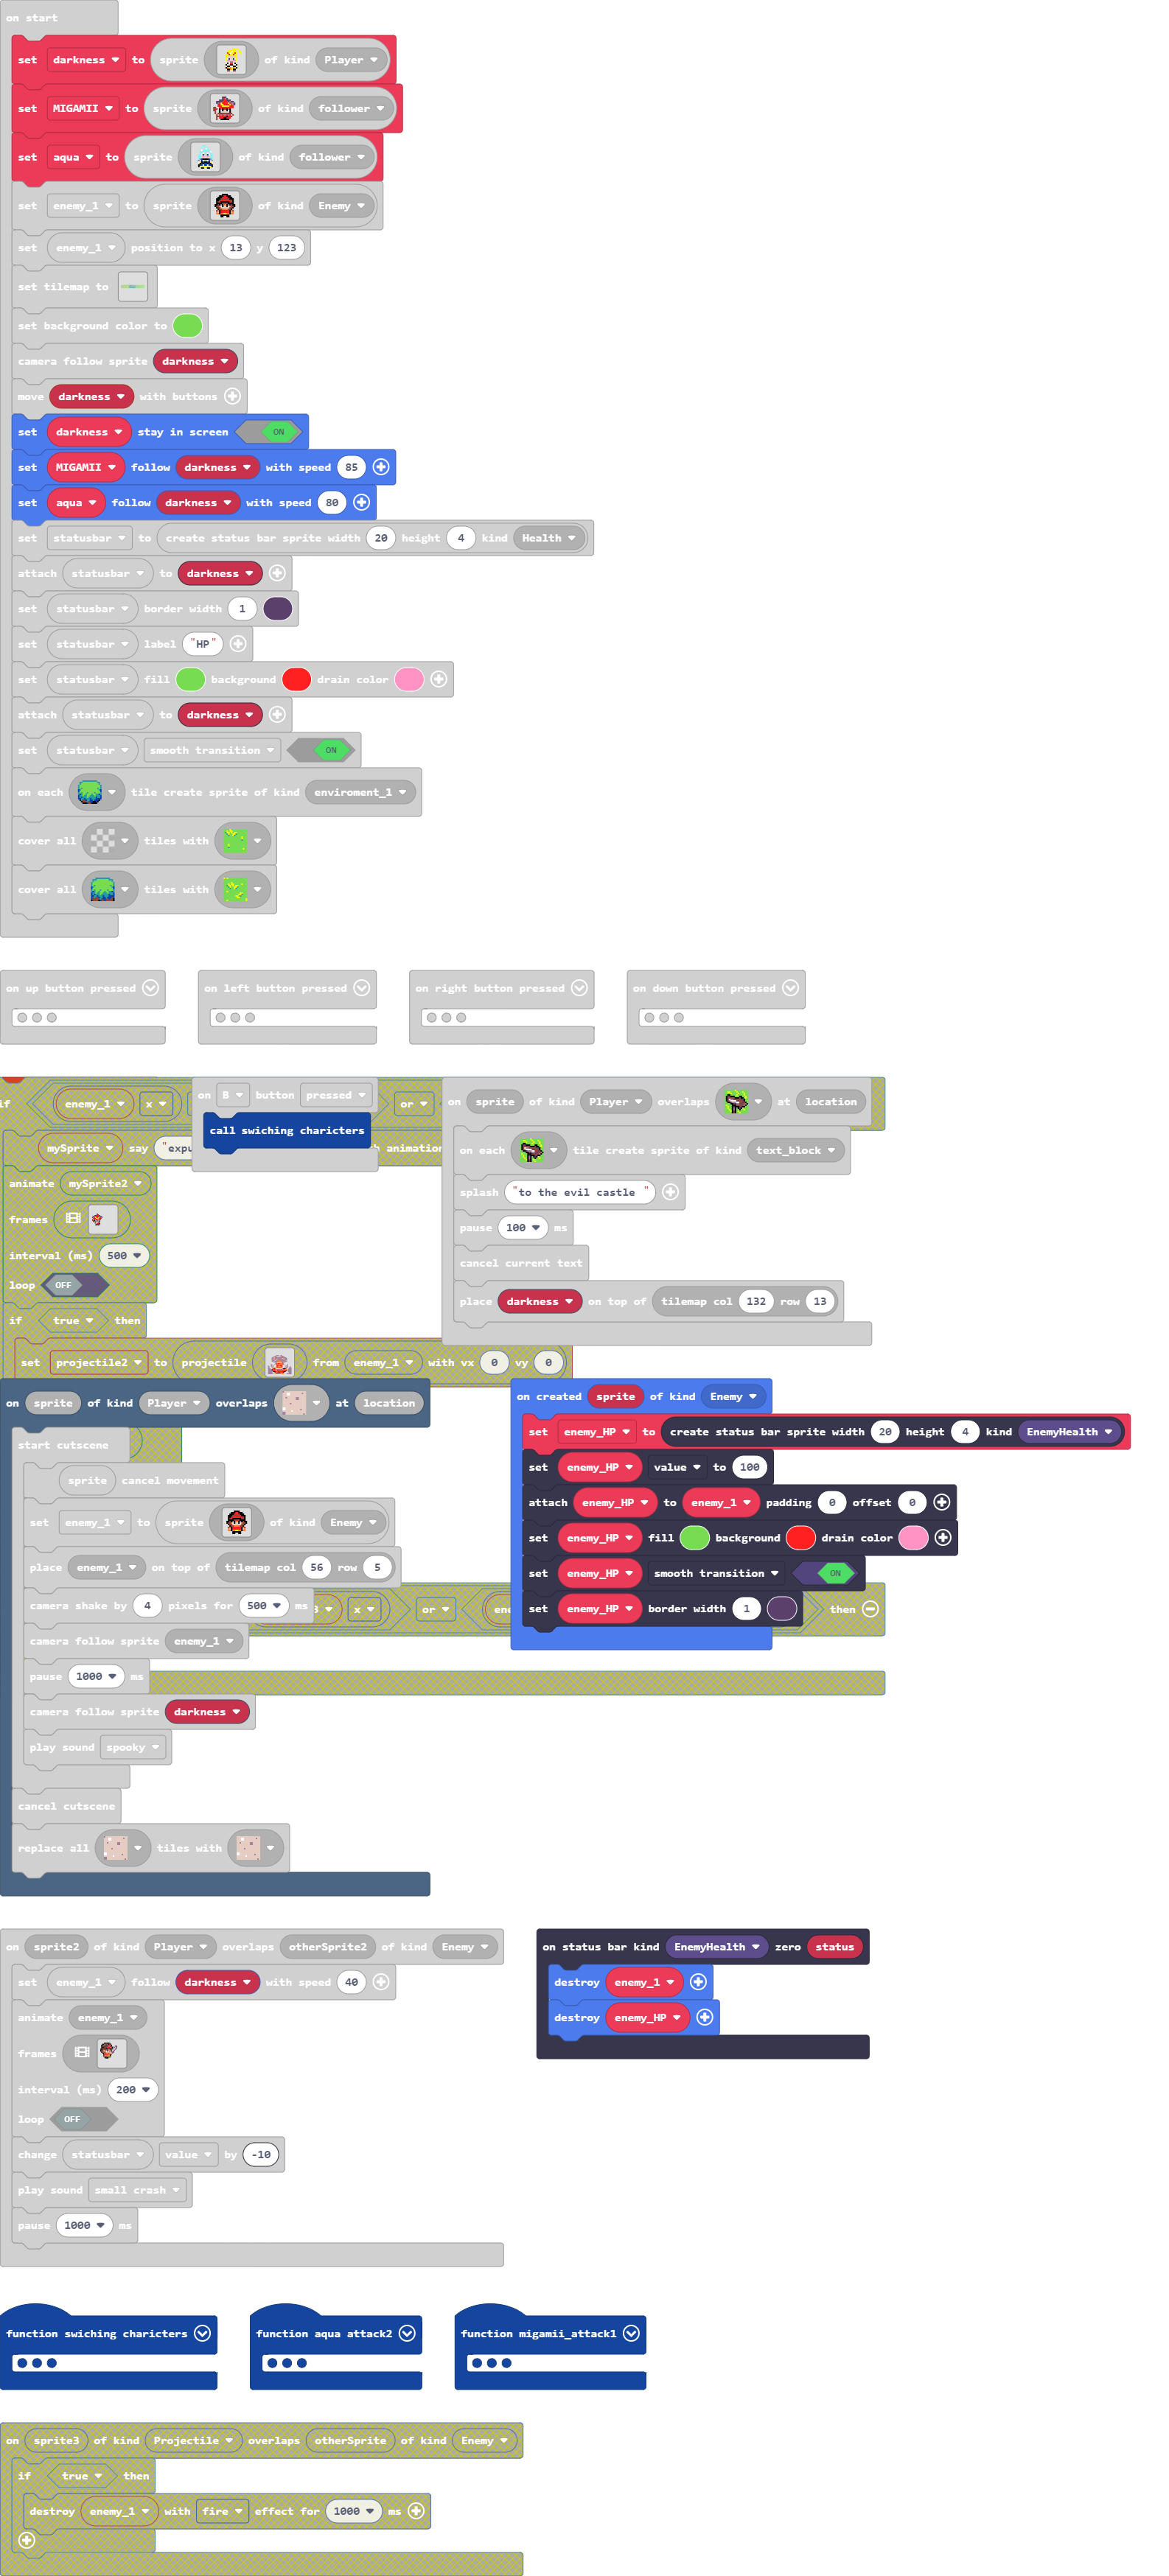 on start
set darkness to sprite of kind Player
set MIGAMII to sprite of kind follower
set aqua to sprite of kind follower
set enemy_1 to sprite of kind Enemy
set enemy_1 position to x 13 y 123
set tilemap to
set background color to
camera follow sprite darkness
move darkness with buttons
set darkness stay in screen ON
set MIGAMII follow darkness with speed 85
set aqua follow darkness with speed 80
set statusbar to create status bar sprite width 20 height 4 kind Health
attach statusbar to darkness
set statusbar border width 1
set statusbar label "HP"
set statusbar fill background drain color
attach statusbar to darkness
set statusbar smooth transition ON
on each tile create sprite of kind enviroment_1
cover all tiles with
cover all tiles with
on up button pressed
on left button pressed
on right button pressed
on down button pressed
if enemy_1 x or
mySprite say "expu animation
animate mySprite2
frames
interval (ms) 500
loop OFF
if true then
set projectile2 to projectile from enemy_1 with vx 0 vy 0
on B button pressed
call swiching charicters
on sprite of kind Player overlaps at location
on each tile create sprite of kind text_block
splash "to the evil castle "
pause 100 ms
cancel current text
place darkness on top of tilemap col 132 row 13
on sprite of kind Player overlaps at location
start cutscene
sprite cancel movement
set enemy_1 to sprite of kind Enemy
place enemy_1 on top of tilemap col 56 row 5
camera shake by 4 pixels for 500 ms
x or then
camera follow sprite enemy_1
pause 1000 ms
camera follow sprite darkness
play sound spooky
cancel cutscene
replace all tiles with
on created sprite of kind Enemy
set enemy_HP to create status bar sprite width 20 height 4 kind EnemyHealth
set enemy_HP value to 100
attach enemy_HP to enemy_1 padding 0 offset 0
set enemy_HP fill background drain color
set enemy_HP smooth transition ON
set enemy_HP border width 1
on sprite2 of kind Player overlaps otherSprite2 of kind Enemy
set enemy_1 follow darkness with speed 40
animate enemy_1
frames
interval (ms) 200
loop OFF
change statusbar value by -10
play sound small crash
pause 1000 ms
on status bar kind EnemyHealth zero status
destroy enemy_1
destroy enemy_HP
function swiching charicters
function aqua attack2
function migamii_attack1
on sprite3 of kind Projectile overlaps otherSprite of kind Enemy
if true then
destroy enemy_1 with fire effect for 1000 ms